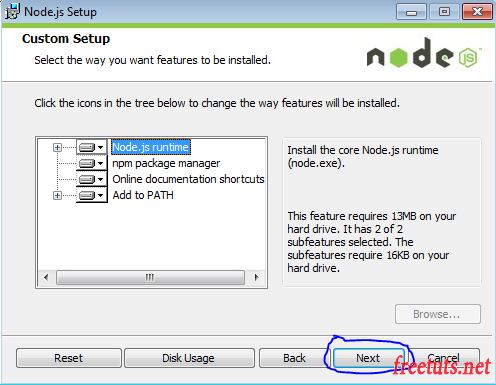 Node.js Setup
Custom Setup
Select the way you want features to be installed.
node JS
Click the icons in the tree below to change the way features will be installed.
Node.js runtime
npm package manager
Online documentation shortcuts
Add to PATH
Install the core Node.js runtime
(node.exe).
This feature requires 13MB on your
hard drive. It has 2 of 2
subfeatures selected. The
subfeatures require 16KB on your
hard drive.
Browse...
Reset
Disk Usage
Back
Next
Cancel
freetuts.net